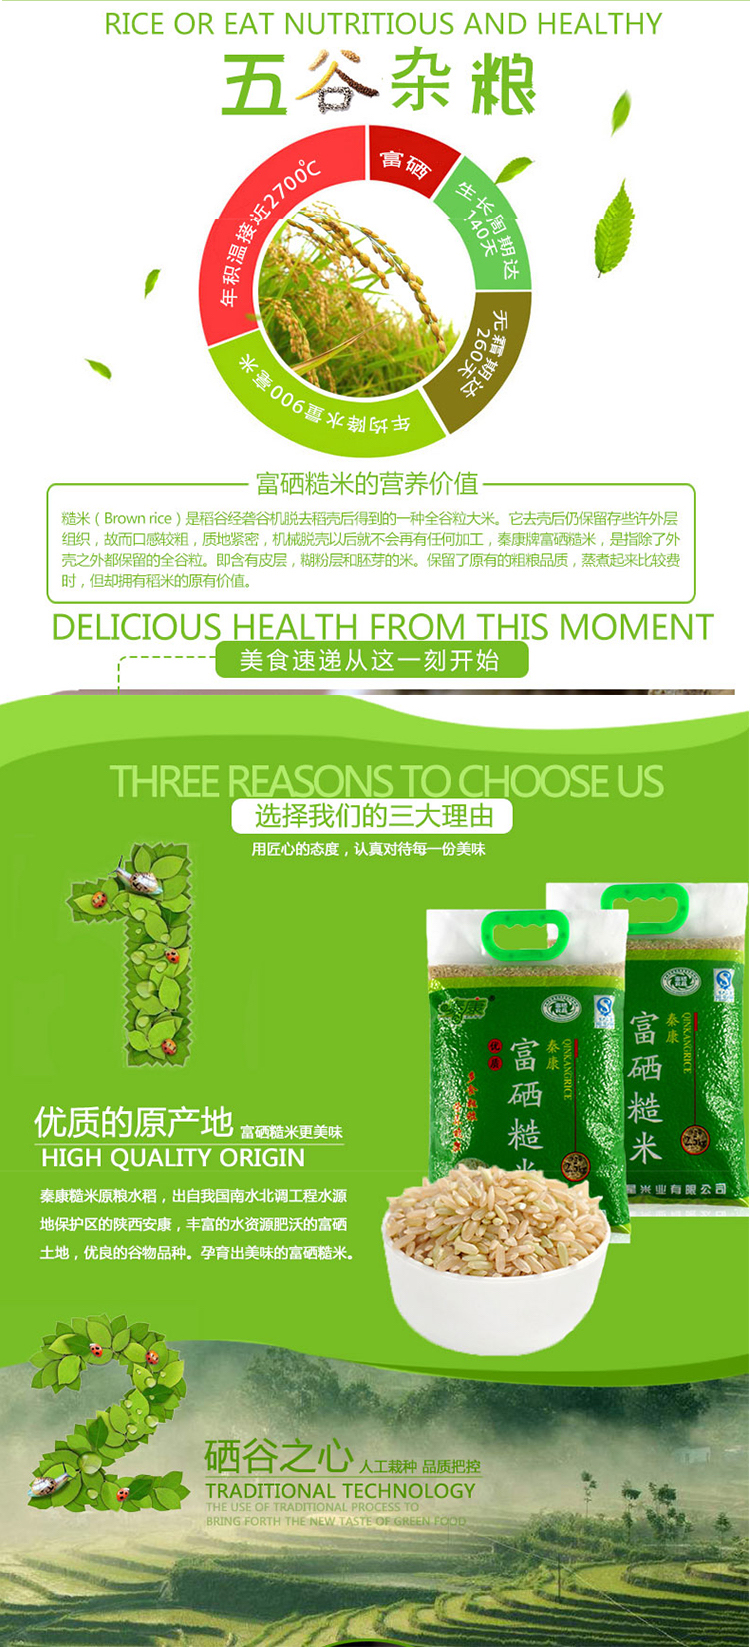 RICE OR EAT NUTRITIOUS AND HEALTHY
五谷杂粮
富硒
生长周期达
140天
无霜期达
260天
年均降水量900毫米
年积温接近2700℃
富硒糙米的营养价值
糙米（Brown rice）是稻谷经砻谷机脱去稻壳后得到的一种全谷粒大米。它去壳后仍保留存些许外层
组织，故而口感较粗，质地紧密，机械脱壳以后就不会再有任何加工，秦康牌富硒糙米，是指除了外
壳之外都保留的全谷粒。即含有皮层，糊粉层和胚芽的米。保留了原有的粗粮品质，蒸煮起来比较费
时，但却拥有稻米的原有价值。
DELICIOUS HEALTH FROM THIS MOMENT
美食速递从这一刻开始
THREE REASONS TO CHOOSE US
选择我们的三大理由
用匠心的态度，认真对待每一份美味
优质的原产地 富硒糙米更美味
HIGH QUALITY ORIGIN
秦康糙米原粮水稻，出自我国南水北调工程水源
地保护区的陕西安康，丰富的水资源肥沃的富硒
土地，优良的谷物品种。孕育出美味的富硒糙米。
优质
富硒糙米
秦康
QINKANGRICE
2.5kg
富硒糙米
秦康
QINKANGRICE
2.5kg
米业有限公司
硒谷之心 人工栽种 品质把控
TRADITIONAL TECHNOLOGY
THE USE OF TRADITIONAL PROCESS TO
BRING FORTH THE NEW TASTE OF GREEN FOOD